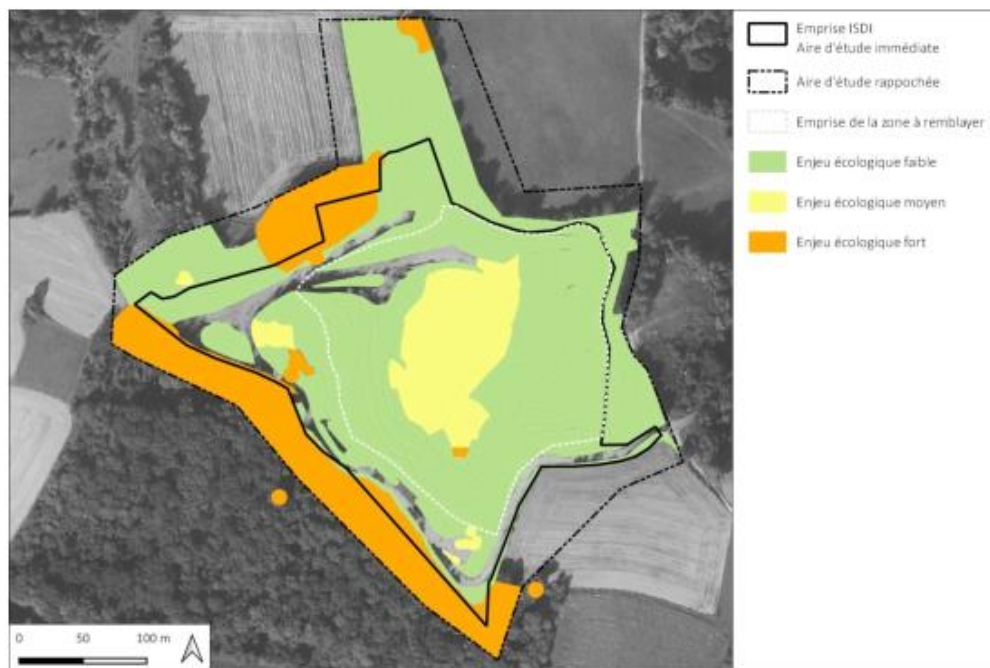 Emprise ISDI
Aire d'étude immédiate
Aire d'étude rappochée
Emprise de la zone à remblayer
Enjeu écologique faible
Enjeu écologique moyen
Enjeu écologique fort
0 50 100 m